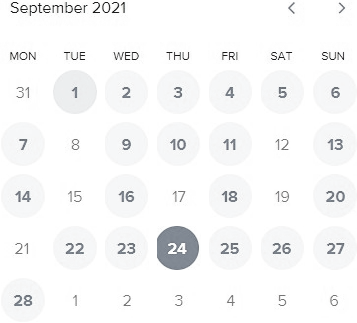 September 2021
MON TUE WED THU FRI SAT SUN
31 1 2 3 4 5 6
7 8 9 10 11 12 13
14 15 16 17 18 19 20
21 22 23 24 25 26 27
28 1 2 3 4 5 6